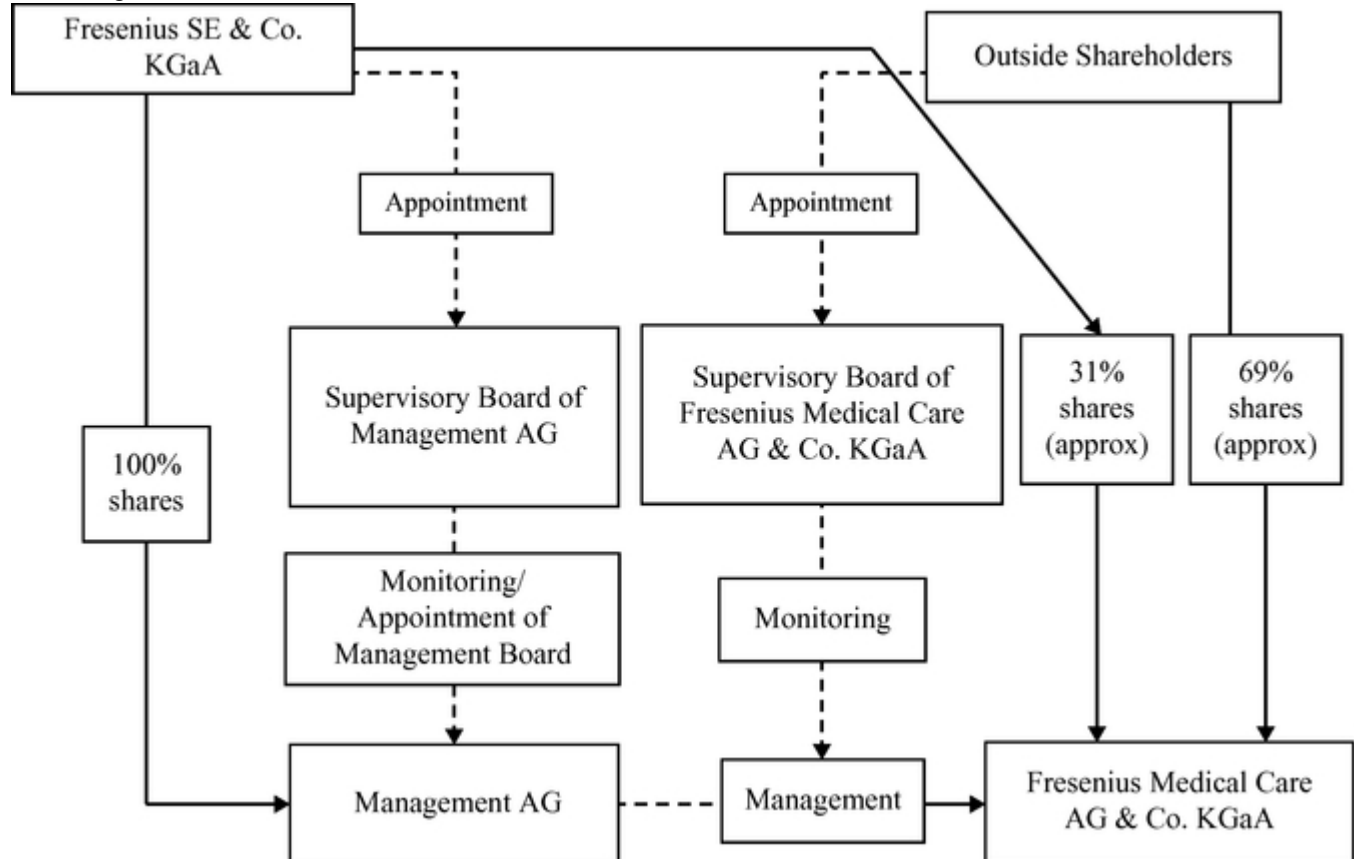 Fresenius SE & Co.
KGaA
Outside Shareholders
Appointment
Appointment
Supervisory Board of
Management AG
Supervisory Board of
Fresenius Medical Care
AG & Co. KGaA
31%
shares
(approx)
69%
shares
(approx)
100%
shares
Monitoring/
Appointment of
Management Board
Monitoring
Management AG
Management
Fresenius Medical Care
AG & Co. KGaA